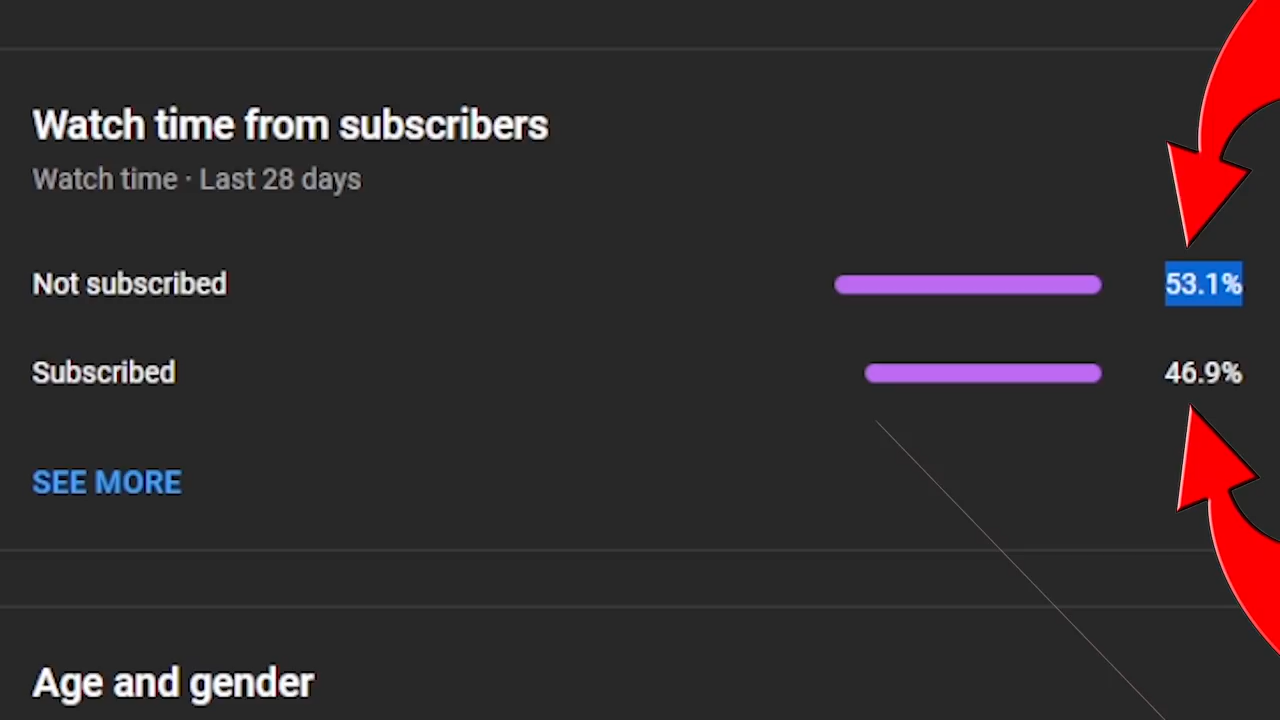 Watch time from subscribers
Watch time · Last 28 days
Not subscribed 53.1%
Subscribed 46.9%
SEE MORE
Age and gender